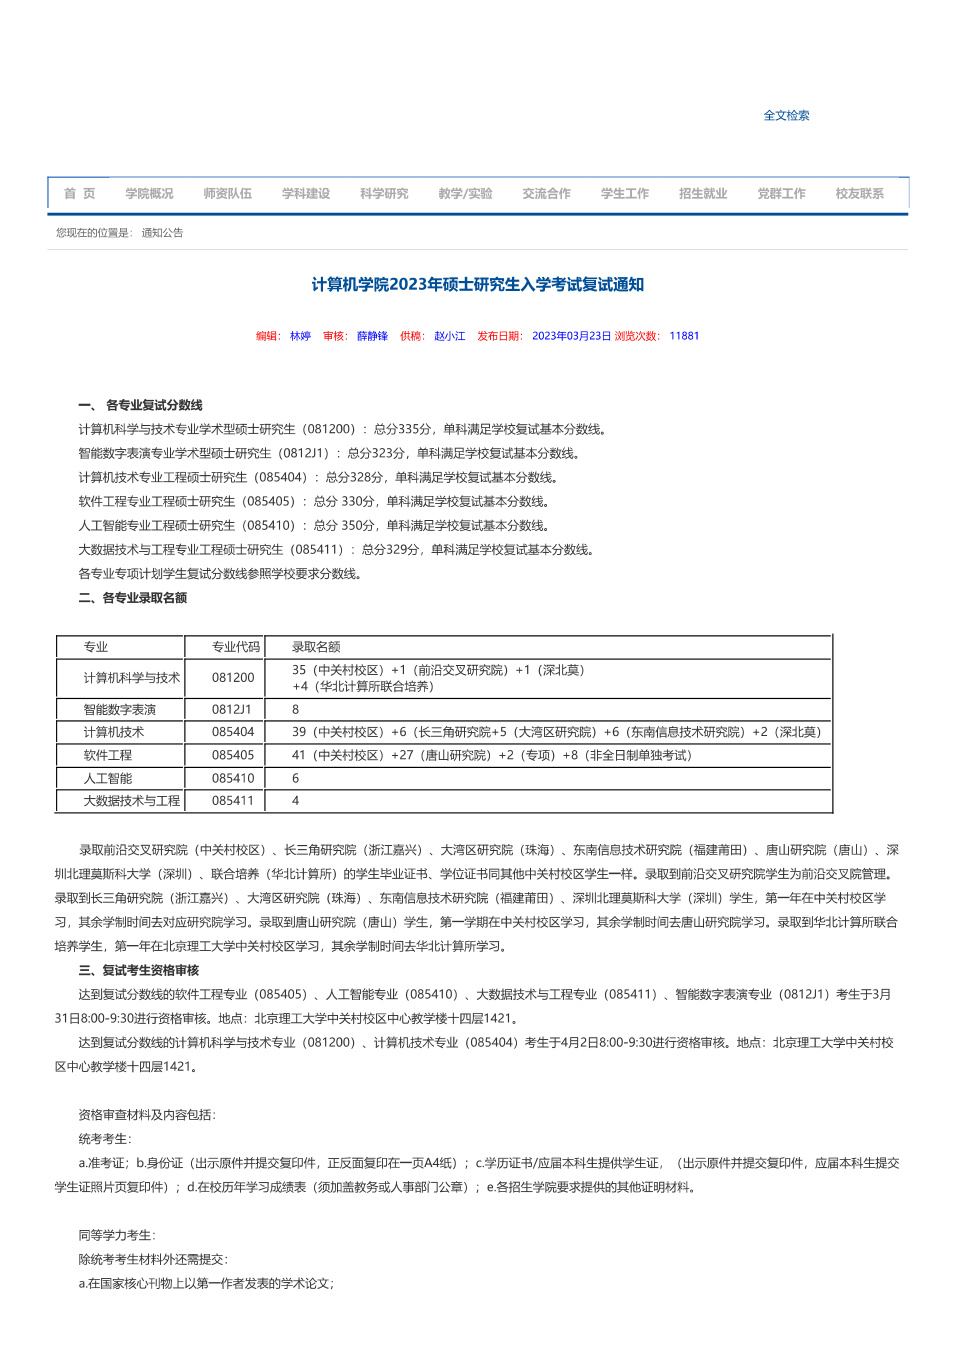 全文检索
首 页 学院概况 师资队伍 学科建设 科学研究 教学/实验 交流合作 学生工作 招生就业 党群工作 校友联系
您现在的位置是： 通知公告
计算机学院2023年硕士研究生入学考试复试通知
编辑： 林婷 审核： 薛静锋 供稿： 赵小江 发布日期： 2023年03月23日 浏览次数： 11881
一、 各专业复试分数线
计算机科学与技术专业学术型硕士研究生（081200）：总分335分，单科满足学校复试基本分数线。
智能数字表演专业学术型硕士研究生（0812J1）：总分323分，单科满足学校复试基本分数线。
计算机技术专业工程硕士研究生（085404）：总分328分，单科满足学校复试基本分数线。
软件工程专业工程硕士研究生（085405）：总分 330分，单科满足学校复试基本分数线。
人工智能专业工程硕士研究生（085410）：总分 350分，单科满足学校复试基本分数线。
大数据技术与工程专业工程硕士研究生（085411）：总分329分，单科满足学校复试基本分数线。
各专业专项计划学生复试分数线参照学校要求分数线。
二、各专业录取名额
专业 专业代码 录取名额
计算机科学与技术 081200 35（中关村校区）+1（前沿交叉研究院）+1（深北莫）
+4（华北计算所联合培养）
智能数字表演 0812J1 8
计算机技术 085404 39（中关村校区）+6（长三角研究院+5（大湾区研究院）+6（东南信息技术研究院）+2（深北莫）
软件工程 085405 41（中关村校区）+27（唐山研究院）+2（专项）+8（非全日制单独考试）
人工智能 085410 6
大数据技术与工程 085411 4
录取前沿交叉研究院（中关村校区）、长三角研究院（浙江嘉兴）、大湾区研究院（珠海）、东南信息技术研究院（福建莆田）、唐山研究院（唐山）、深
圳北理莫斯科大学（深圳）、联合培养（华北计算所）的学生毕业证书、学位证书同其他中关村校区学生一样。录取到前沿交叉研究院学生为前沿交叉院管理。
录取到长三角研究院（浙江嘉兴）、大湾区研究院（珠海）、东南信息技术研究院（福建莆田）、深圳北理莫斯科大学（深圳）学生，第一年在中关村校区学
习，其余学制时间去对应研究院学习。录取到唐山研究院（唐山）学生，第一学期在中关村校区学习，其余学制时间去唐山研究院学习。录取到华北计算所联合
培养学生，第一年在北京理工大学中关村校区学习，其余学制时间去华北计算所学习。
三、复试考生资格审核
达到复试分数线的软件工程专业（085405）、人工智能专业（085410）、大数据技术与工程专业（085411）、智能数字表演专业（0812J1）考生于3月
31日8:00-9:30进行资格审核。地点：北京理工大学中关村校区中心教学楼十四层1421。
达到复试分数线的计算机科学与技术专业（081200）、计算机技术专业（085404）考生于4月2日8:00-9:30进行资格审核。地点：北京理工大学中关村校
区中心教学楼十四层1421。
资格审查材料及内容包括：
统考考生：
a.准考证；b.身份证（出示原件并提交复印件，正反面复印在一页A4纸）；c.学历证书/应届本科生提供学生证，（出示原件并提交复印件，应届本科生提交
学生证照片页复印件）；d.在校历年学习成绩表（须加盖教务或人事部门公章）；e.各招生学院要求提供的其他证明材料。
同等学力考生：
除统考考生材料外还需提交：
a.在国家核心刊物上以第一作者发表的学术论文；